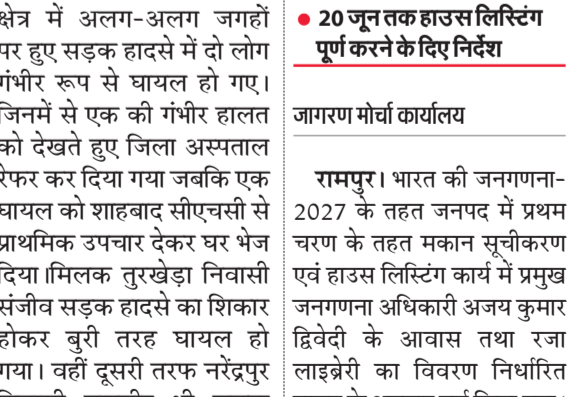 क्षेत्र में अलग-अलग जगहों
पर हुए सड़क हादसे में दो लोग
गंभीर रूप से घायल हो गए।
जिनमें से एक की गंभीर हालत
को देखते हुए जिला अस्पताल
रेफर कर दिया गया जबकि एक
घायल को शाहबाद सीएचसी से
प्राथमिक उपचार देकर घर भेज
दिया।मिलक तुरखेड़ा निवासी
संजीव सड़क हादसे का शिकार
होकर बुरी तरह घायल हो
गया। वहीं दूसरी तरफ नरेंद्रपुर
● 20 जून तक हाउस लिस्टिंग
पूर्ण करने के दिए निर्देश
जागरण मोर्चा कार्यालय
रामपुर। भारत की जनगणना-
2027 के तहत जनपद में प्रथम
चरण के तहत मकान सूचीकरण
एवं हाउस लिस्टिंग कार्य में प्रमुख
जनगणना अधिकारी अजय कुमार
द्विवेदी के आवास तथा रजा
लाइब्रेरी का विवरण निर्धारित